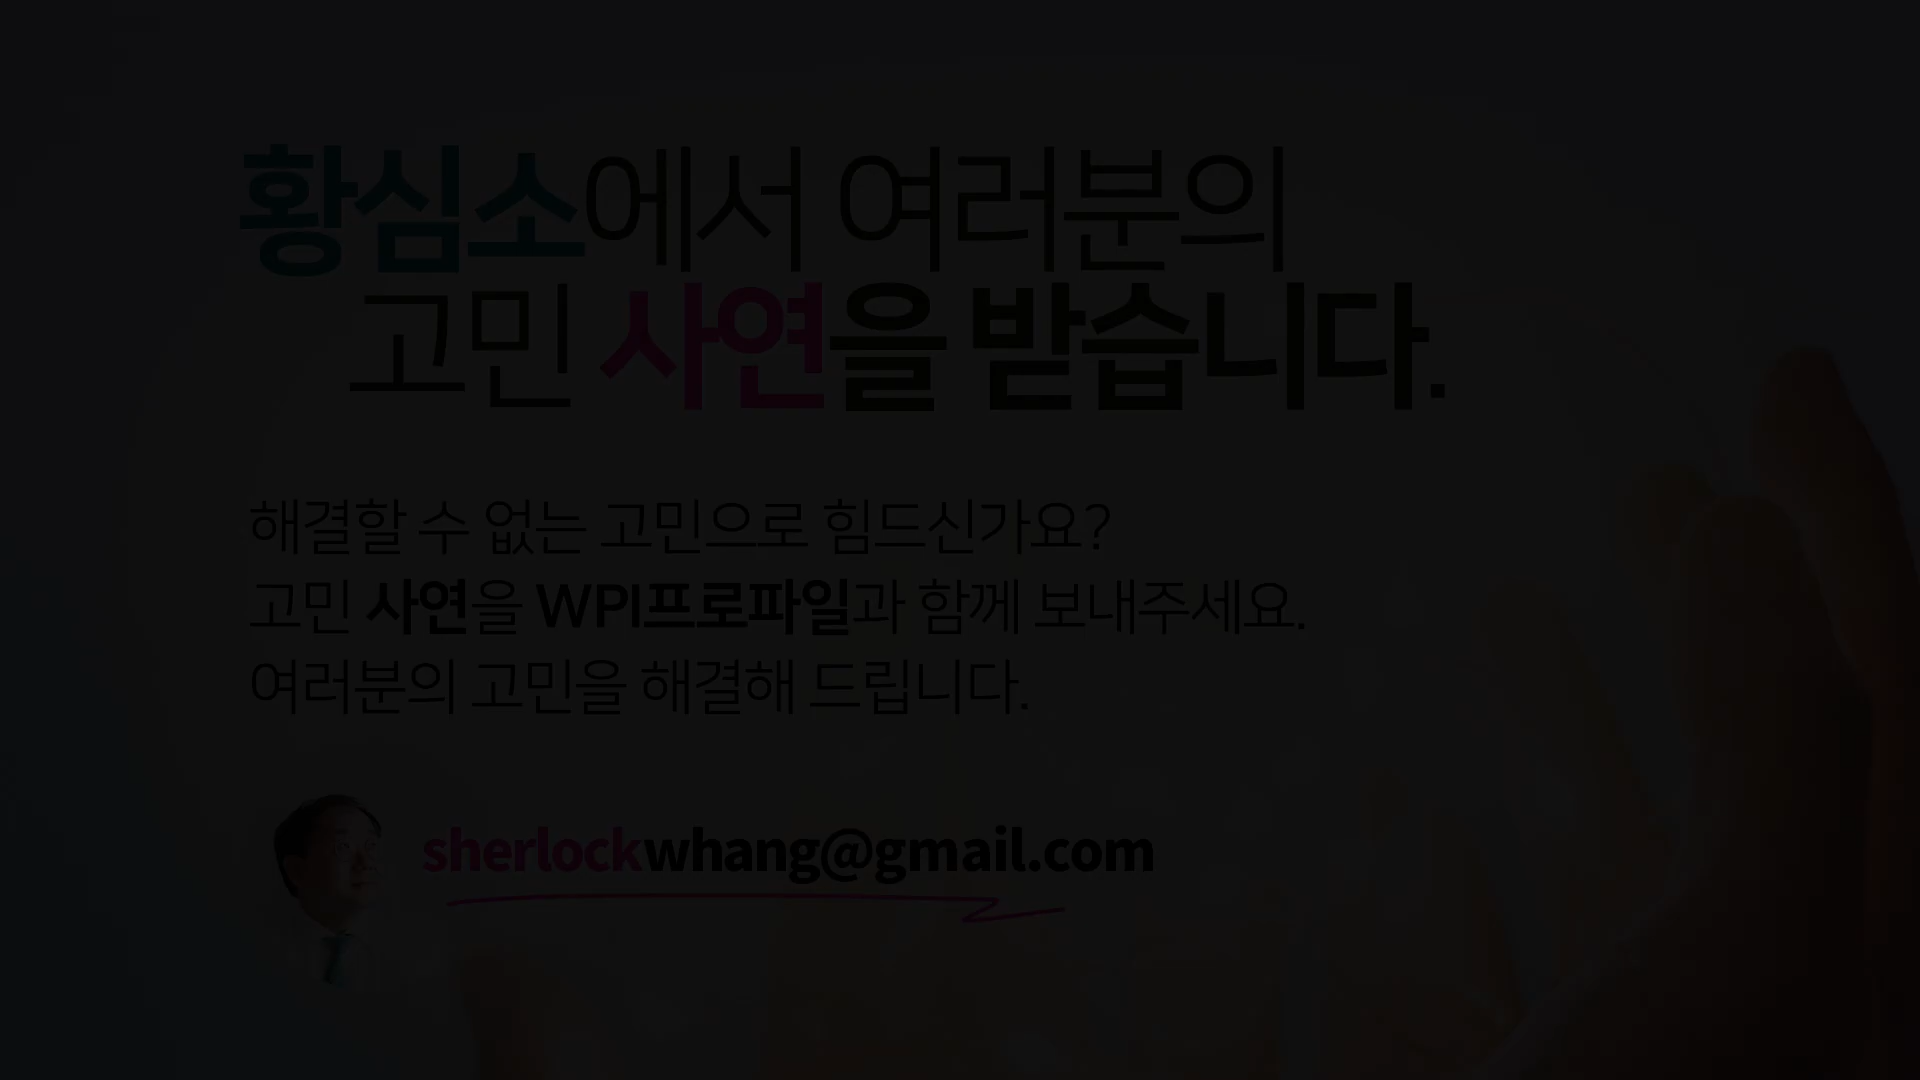 황심소에서 여러분의
고민 사연을 받습니다.
해결할 수 없는 고민으로 힘드신가요?
고민 사연을 WPI프로파일과 함께 보내주세요.
여러분의 고민을 해결해 드립니다.
sherlockwhang@gmail.com